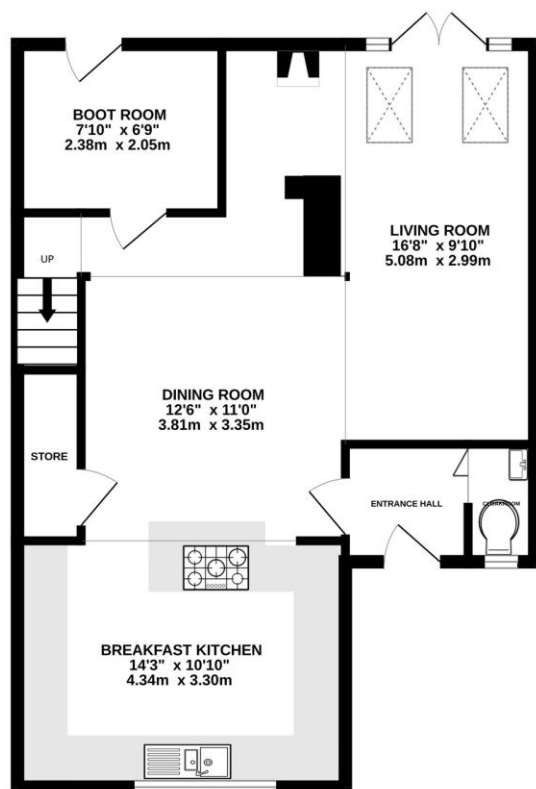 BOOT ROOM
7'10" x 6'9"
2.38m x 2.05m
LIVING ROOM
16'8" x 9'10"
5.08m x 2.99m
UP
DINING ROOM
12'6" x 11'0"
3.81m x 3.35m
STORE
ENTRANCE HALL
CLOAKROOM
BREAKFAST KITCHEN
14'3" x 10'10"
4.34m x 3.30m